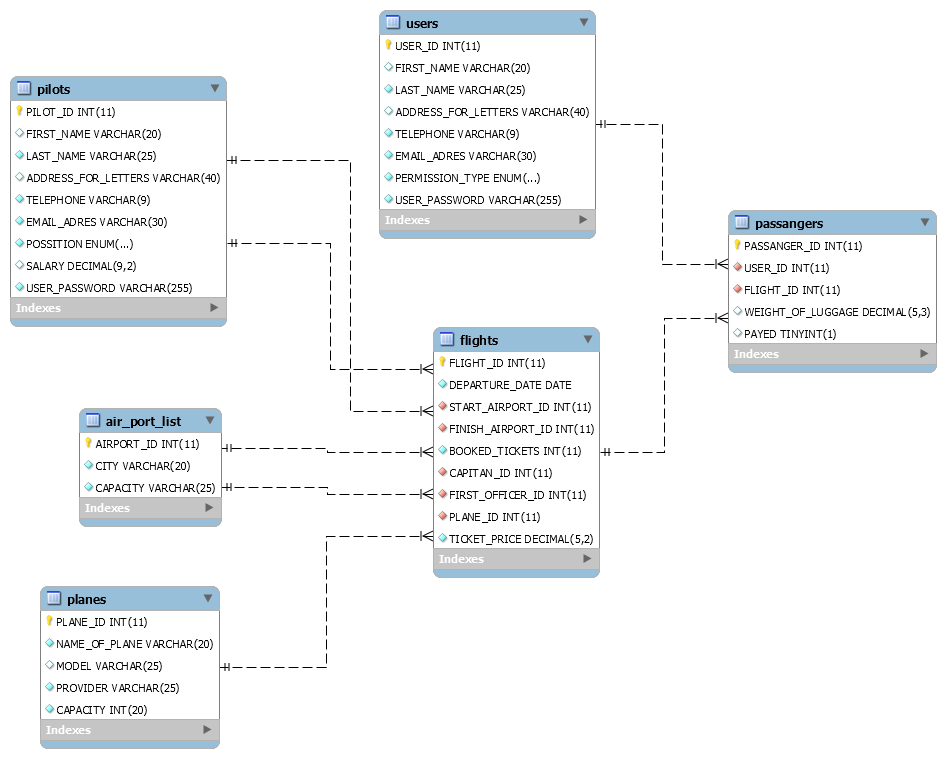 users
USER_ID INT(11)
FIRST_NAME VARCHAR(20)
LAST_NAME VARCHAR(25)
ADDRESS_FOR_LETTERS VARCHAR(40)
TELEPHONE VARCHAR(9)
EMAIL_ADRES VARCHAR(30)
PERMISSION_TYPE ENUM(...)
USER_PASSWORD VARCHAR(255)
Indexes
pilots
PILOT_ID INT(11)
FIRST_NAME VARCHAR(20)
LAST_NAME VARCHAR(25)
ADDRESS_FOR_LETTERS VARCHAR(40)
TELEPHONE VARCHAR(9)
EMAIL_ADRES VARCHAR(30)
POSSITION ENUM(...)
SALARY DECIMAL(9,2)
USER_PASSWORD VARCHAR(255)
Indexes
passangers
PASSANGER_ID INT(11)
USER_ID INT(11)
FLIGHT_ID INT(11)
WEIGHT_OF_LUGGAGE DECIMAL(5,3)
PAYED TINYINT(1)
Indexes
flights
FLIGHT_ID INT(11)
DEPARTURE_DATE DATE
START_AIRPORT_ID INT(11)
FINISH_AIRPORT_ID INT(11)
BOOKED_TICKETS INT(11)
CAPITAN_ID INT(11)
FIRST_OFFICER_ID INT(11)
PLANE_ID INT(11)
TICKET_PRICE DECIMAL(5,2)
Indexes
air_port_list
AIRPORT_ID INT(11)
CITY VARCHAR(20)
CAPACITY VARCHAR(25)
Indexes
planes
PLANE_ID INT(11)
NAME_OF_PLANE VARCHAR(20)
MODEL VARCHAR(25)
PROVIDER VARCHAR(25)
CAPACITY INT(20)
Indexes